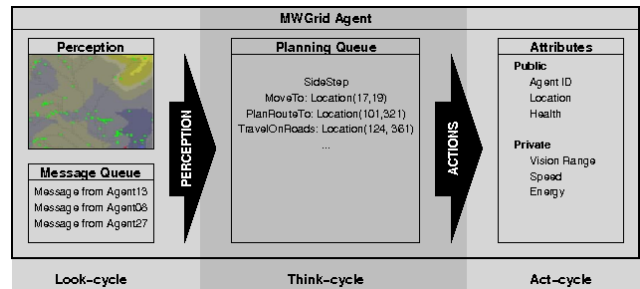 MWGrid Agent
Perception
Message Queue
Message from Agent13
Message from Agent08
Message from Agent27
PERCEPTION
Planning Queue
SideStep
MoveTo: Location(17,19)
PlanRouteTo: Location(101,321)
TravelOnRoads: Location(124, 361)
...
ACTIONS
Attributes
Public
Agent ID
Location
Health
Private
Vision Range
Speed
Energy
Look-cycle
Think-cycle
Act-cycle